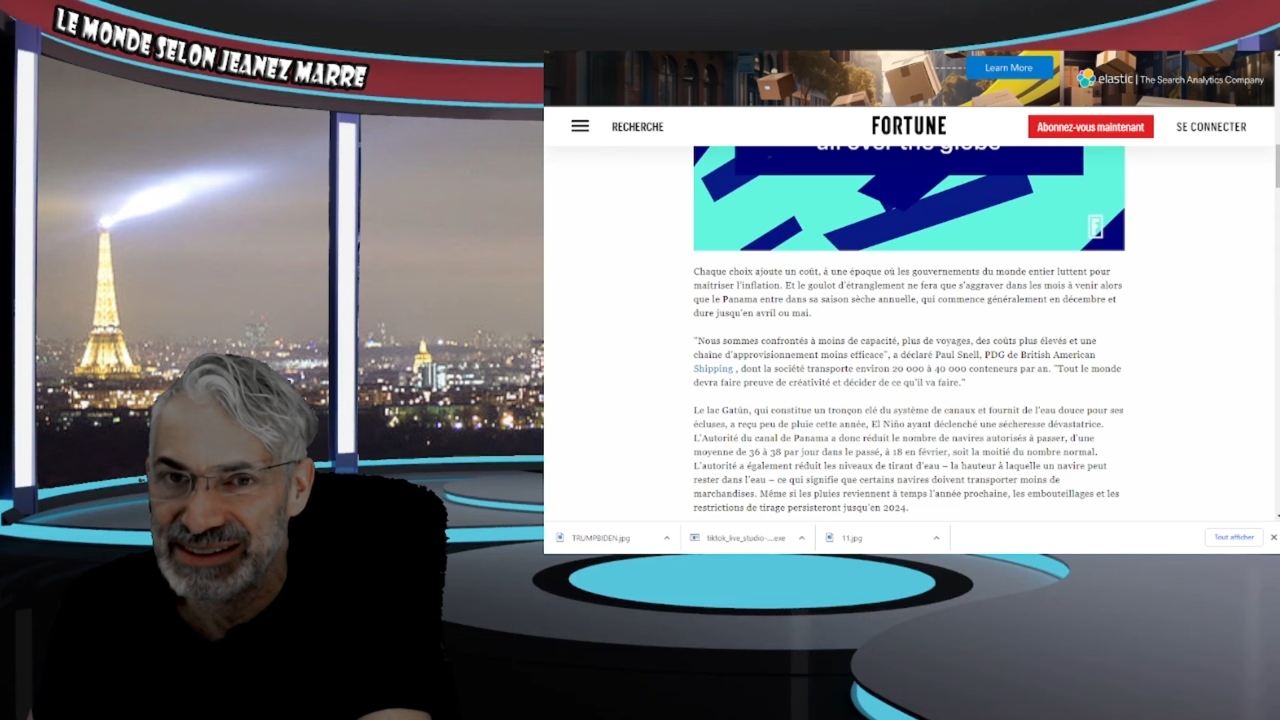 LE MONDE SELON JEANEZ MARRE
Learn More
elastic | The Search Analytics Company
RECHERCHE
FORTUNE
Abonnez-vous maintenant
SE CONNECTER
all over the globe
Chaque choix ajoute un coût, à une époque où les gouvernements du monde entier luttent pour
maîtriser l'inflation. Et le goulot d'étranglement ne fera que s'aggraver dans les mois à venir alors
que le Panama entre dans sa saison sèche annuelle, qui commence généralement en décembre et
dure jusqu'en avril ou mai.
"Nous sommes confrontés à moins de capacité, plus de voyages, des coûts plus élevés et une
chaîne d'approvisionnement moins efficace", a déclaré Paul Snell, PDG de British American
Shipping , dont la société transporte environ 20 000 à 40 000 conteneurs par an. "Tout le monde
devra faire preuve de créativité et décider de ce qu'il va faire."
Le lac Gatún, qui constitue un tronçon clé du système de canaux et fournit de l'eau douce pour ses
écluses, a reçu peu de pluie cette année, El Niño ayant déclenché une sécheresse dévastatrice.
L'Autorité du canal de Panama a donc réduit le nombre de navires autorisés à passer, d'une
moyenne de 36 à 38 par jour dans le passé, à 18 en février, soit la moitié du nombre normal.
L'autorité a également réduit les niveaux de tirant d'eau – la hauteur à laquelle un navire peut
rester dans l'eau – ce qui signifie que certains navires doivent transporter moins de
marchandises. Même si les pluies reviennent à temps l'année prochaine, les embouteillages et les
restrictions de tirage persisteront jusqu'en 2024.
TRUMPBIDEN.jpg
tiktok_live_studio-....exe
11.jpg
Tout afficher